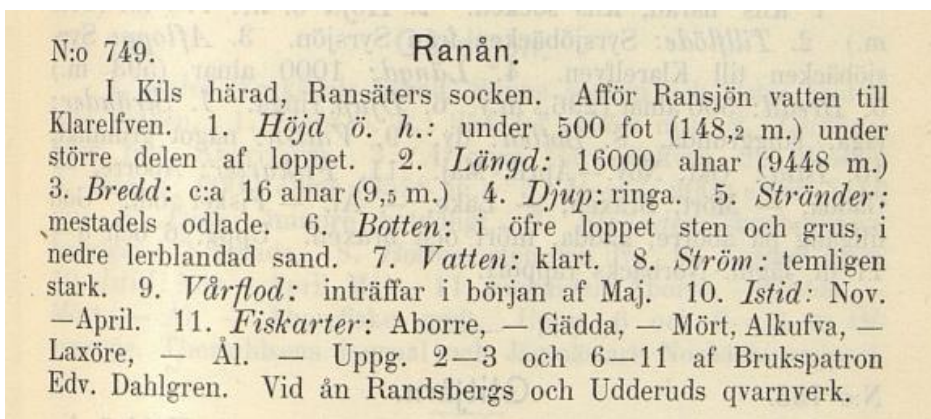 N:o 749. Ranån.
I Kils härad, Ransäters socken. Afför Ransjön vatten till
Klarelfven. 1. Höjd ö. h.: under 500 fot (148,2 m.) under
större delen af loppet. 2. Längd: 16000 alnar (9448 m.)
3. Bredd: c:a 16 alnar (9,5 m.) 4. Djup: ringa. 5. Stränder:
mestadels odlade. 6. Botten: i öfre loppet sten och grus, i
nedre lerblandad sand. 7. Vatten: klart. 8. Ström: temligen
stark. 9. Vårflod: inträffar i början af Maj. 10. Istid: Nov.
—April. 11. Fiskarter: Aborre, — Gädda, — Mört, Alkufva, —
Laxöre, — Ål. — Uppg. 2—3 och 6—11 af Brukspatron
Edv. Dahlgren. Vid ån Randsbergs och Udderuds qvarnverk.